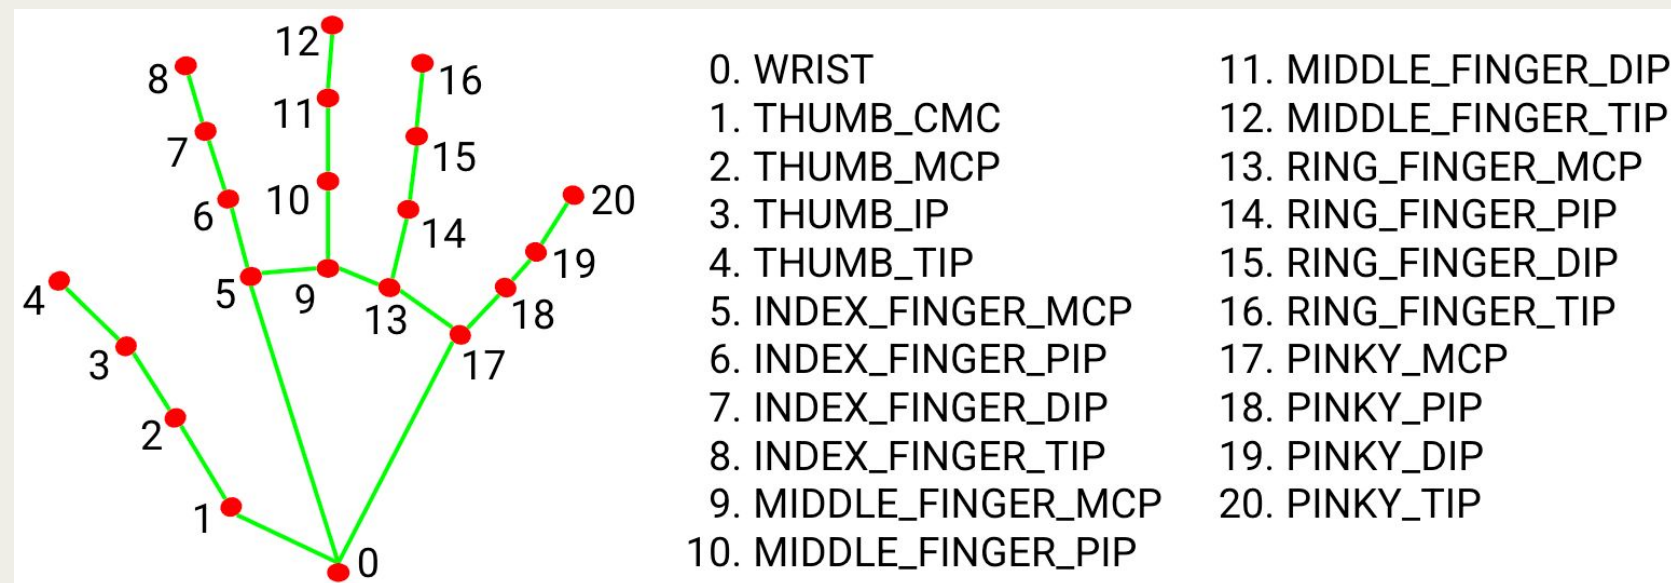 12
8
16
11
7
15
10
6
20
14
4
5
9
19
13
18
3
17
2
1
0
0. WRIST
1. THUMB_CMC
2. THUMB_MCP
3. THUMB_IP
4. THUMB_TIP
5. INDEX_FINGER_MCP
6. INDEX_FINGER_PIP
7. INDEX_FINGER_DIP
8. INDEX_FINGER_TIP
9. MIDDLE_FINGER_MCP
10. MIDDLE_FINGER_PIP
11. MIDDLE_FINGER_DIP
12. MIDDLE_FINGER_TIP
13. RING_FINGER_MCP
14. RING_FINGER_PIP
15. RING_FINGER_DIP
16. RING_FINGER_TIP
17. PINKY_MCP
18. PINKY_PIP
19. PINKY_DIP
20. PINKY_TIP